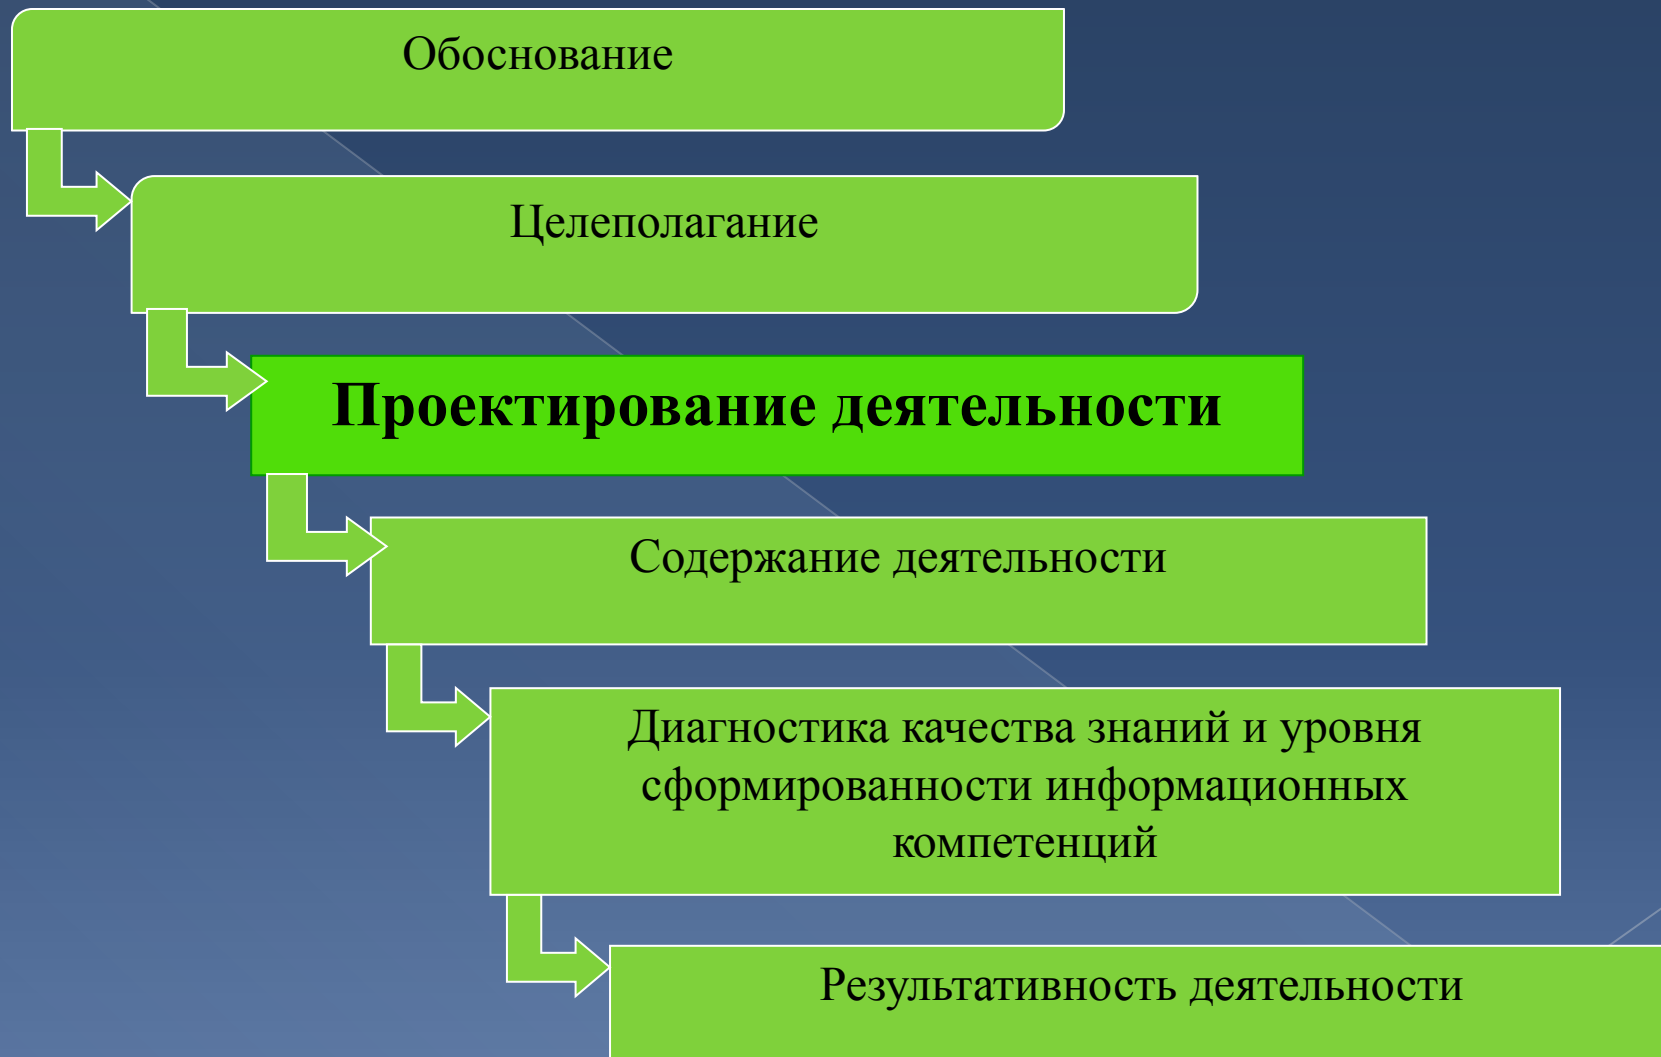 Обоснование
Целеполагание
Проектирование деятельности
Содержание деятельности
Диагностика качества знаний и уровня
сформированности информационных
компетенций
Результативность деятельности